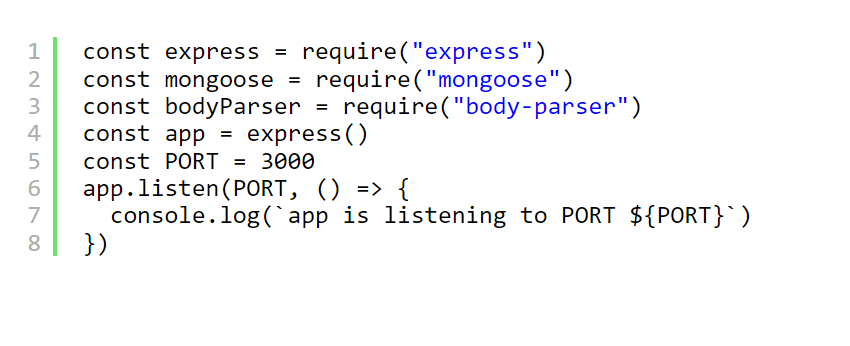 1 const express = require("express")
2 const mongoose = require("mongoose")
3 const bodyParser = require("body-parser")
4 const app = express()
5 const PORT = 3000
6 app.listen(PORT, () => {
7   console.log(`app is listening to PORT ${PORT}`)
8 })